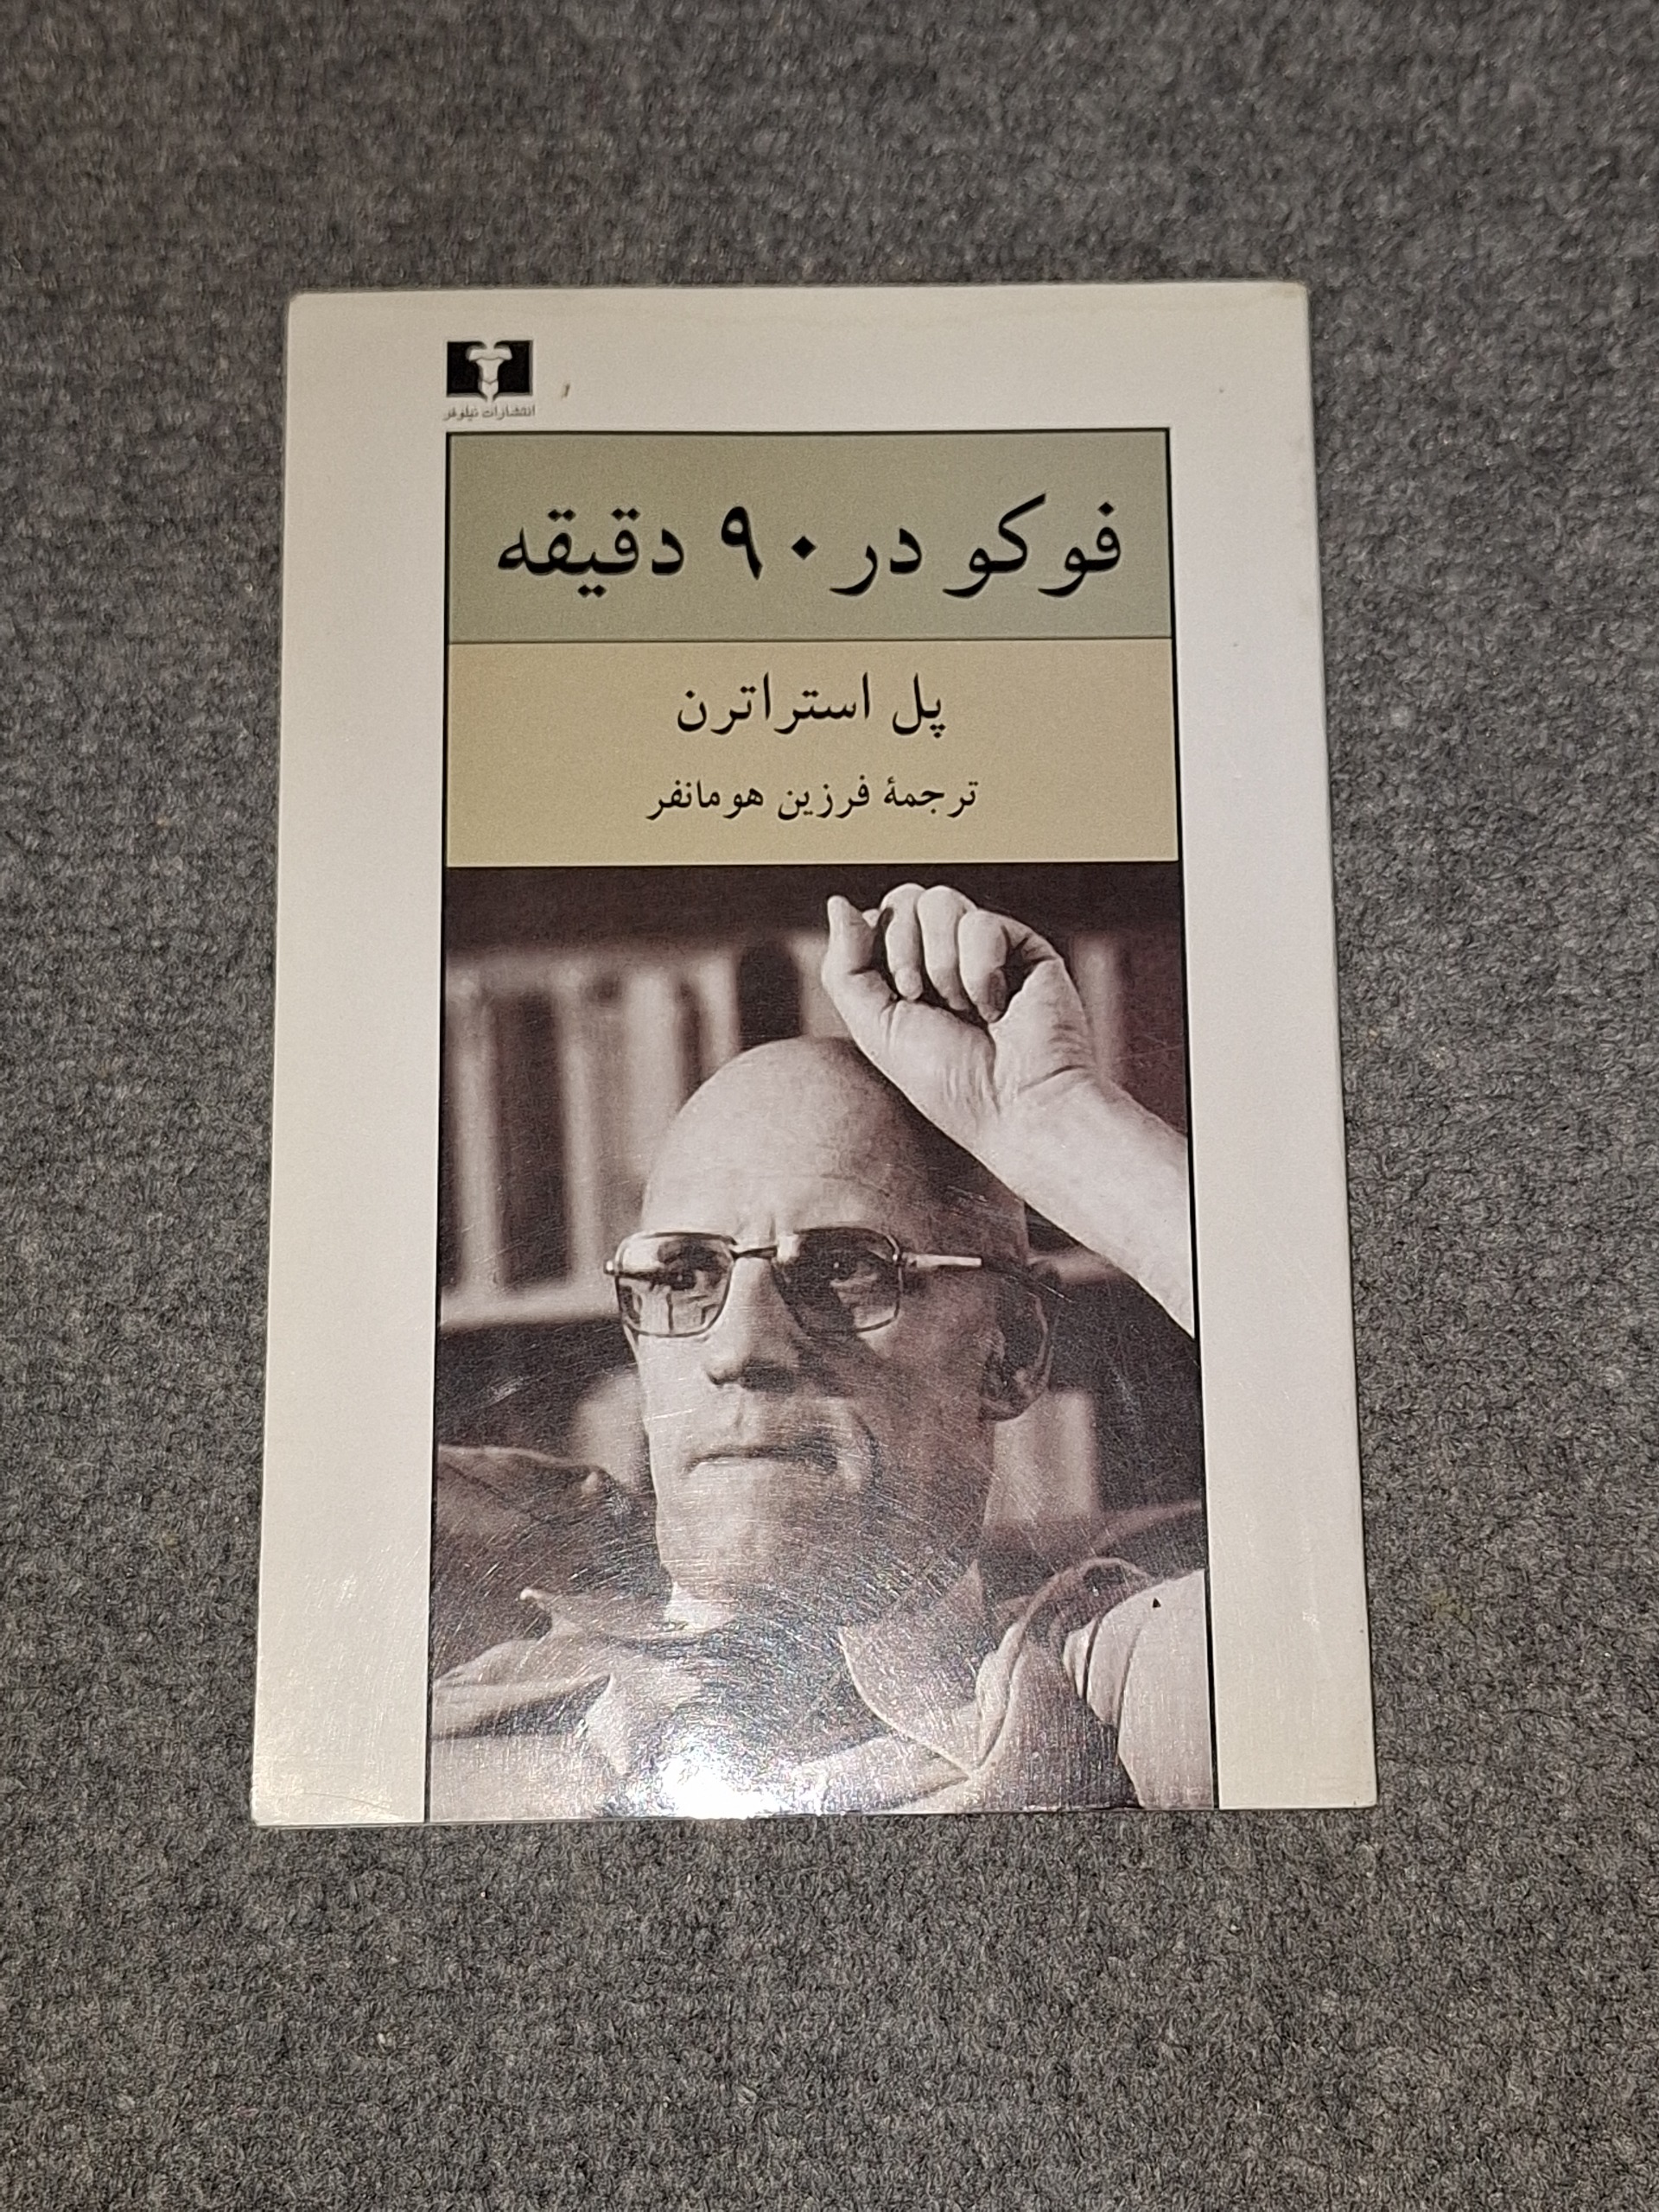 انتشارات نیلوفر
فوکو در ۹۰ دقیقه
پل استراترن
ترجمهٔ فرزین هومانفر